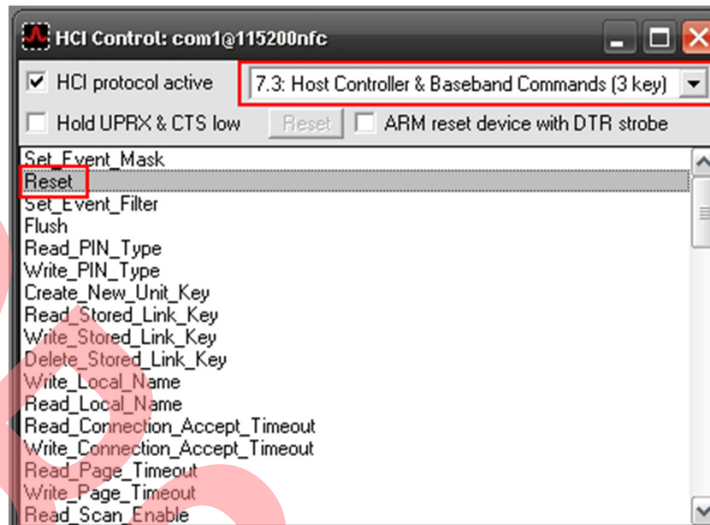 HCI Control: com1@115200nfc
HCI protocol active
7.3: Host Controller & Baseband Commands (3 key)
Hold UPRX & CTS low
Reset
ARM reset device with DTR strobe
Set_Event_Mask
Reset
Set_Event_Filter
Flush
Read_PIN_Type
Write_PIN_Type
Create_New_Unit_Key
Read_Stored_Link_Key
Write_Stored_Link_Key
Delete_Stored_Link_Key
Write_Local_Name
Read_Local_Name
Read_Connection_Accept_Timeout
Write_Connection_Accept_Timeout
Read_Page_Timeout
Write_Page_Timeout
Read_Scan_Enable